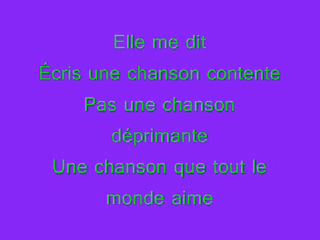 Elle me dit
Écris une chanson contente
Pas une chanson
déprimante
Une chanson que tout le
monde aime